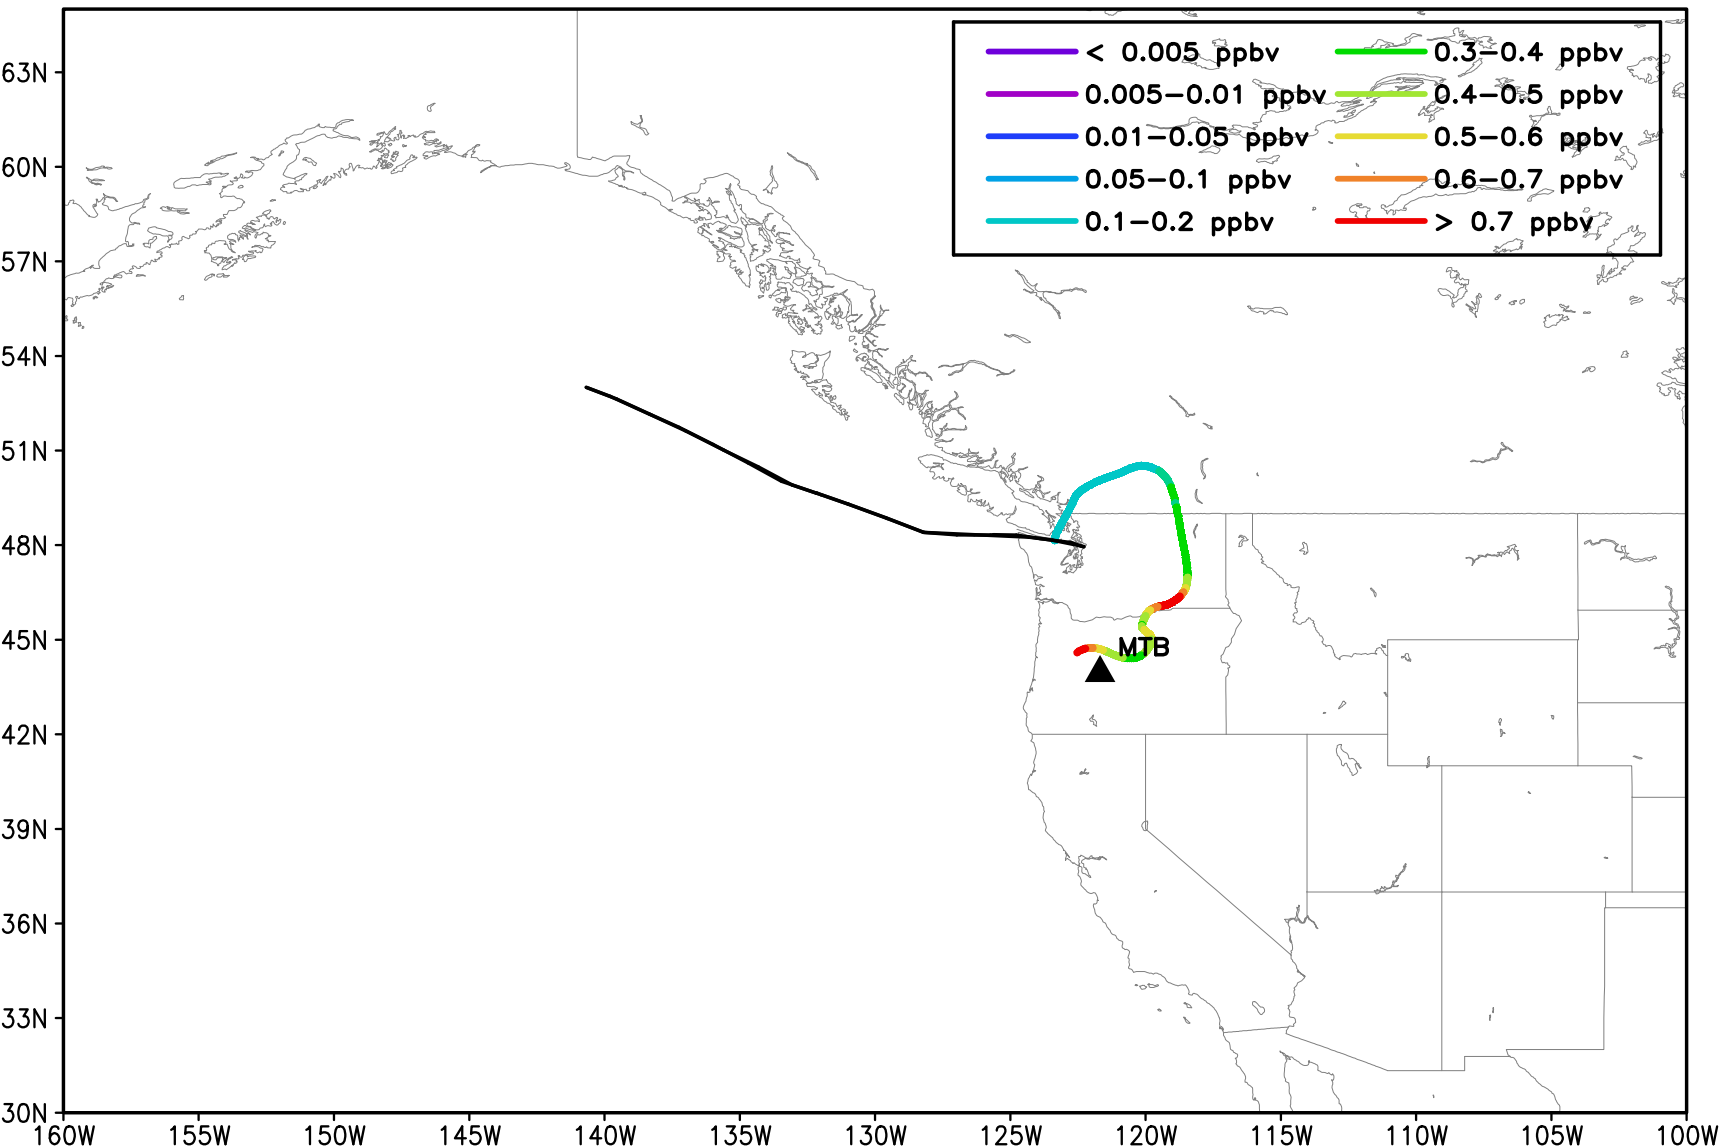 < 0.005 ppbv
0.005-0.01 ppbv
0.01-0.05 ppbv
0.05-0.1 ppbv
0.1-0.2 ppbv
0.3-0.4 ppbv
0.4-0.5 ppbv
0.5-0.6 ppbv
0.6-0.7 ppbv
> 0.7 ppbv
63N
60N
57N
54N
51N
48N
45N
42N
39N
36N
33N
30N
MTB
160W 155W 150W 145W 140W 135W 130W 125W 120W 115W 110W 105W 100W